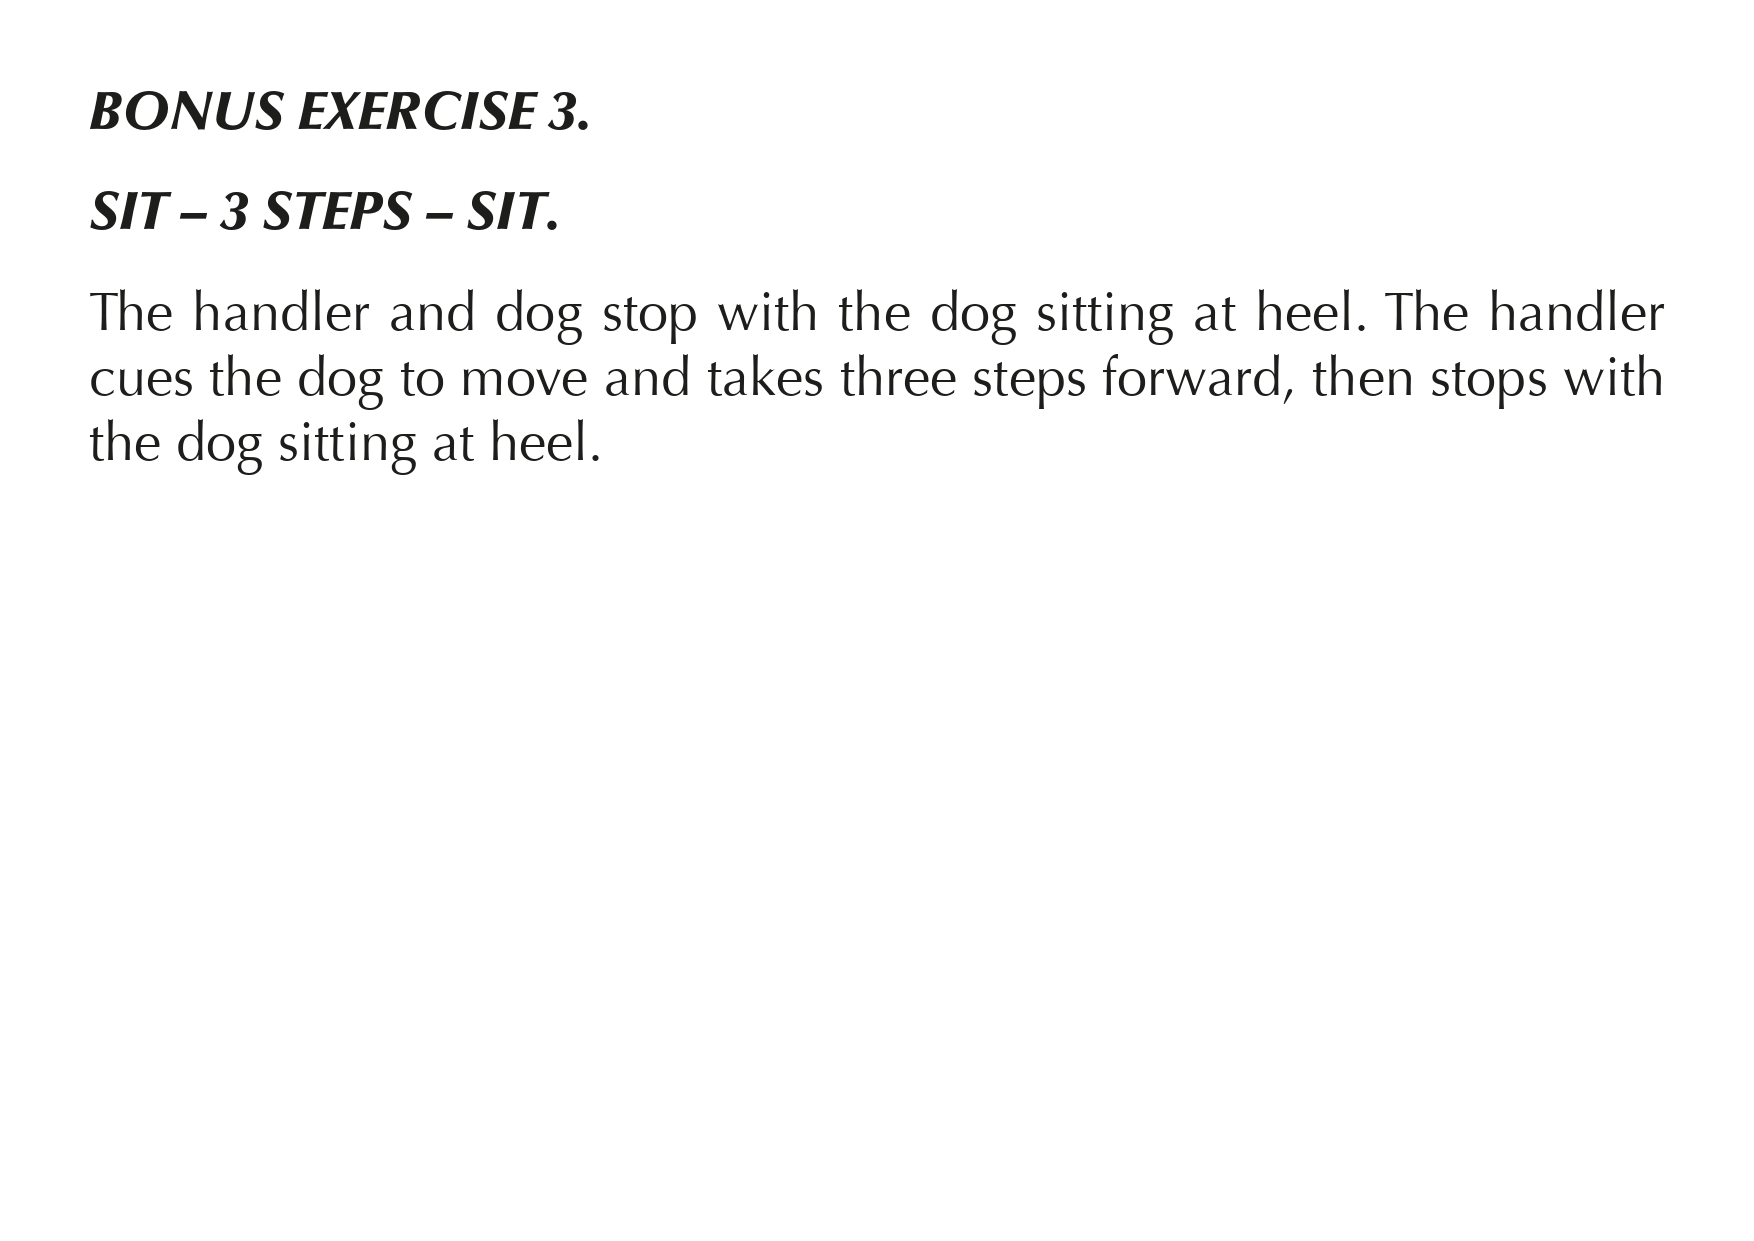 BONUS EXERCISE 3.
SIT – 3 STEPS – SIT.
The handler and dog stop with the dog sitting at heel. The handler
cues the dog to move and takes three steps forward, then stops with
the dog sitting at heel.